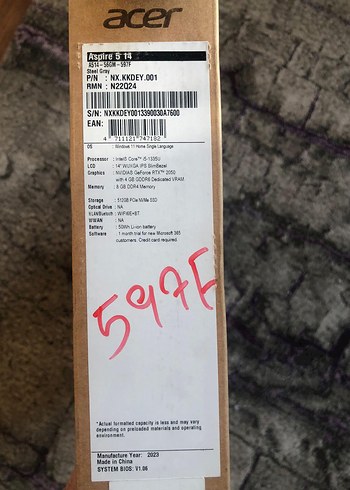 acer
Aspire 5 14
A514-56GM-597F
Steel Gray
P/N : NX.KKDEY.001
RMN : N22Q24
S/N: NXKKDEY0013390030A7600
EAN:
4 711121 747182
OS : Windows 11 Home Single Language
Processor : Intel® Core™ i5-1335U
LCD : 14" WUXGA IPS SlimBezel
Graphics : NVIDIA® GeForce RTX™ 2050
with 4 GB GDDR6 Dedicated VRAM
Memory : 8 GB DDR4 Memory
Storage : 512GB PCIe NVMe SSD
Optical Drive : NA
WLAN/Bluetooth : WiFi6E+BT
WWAN : NA
Battery : 50WH Li-ion battery
Software : 1 month trial for new Microsoft 365
customers. Credit card required.
597F
*Actual formatted capacity is less and may vary
depending on preloaded materials and operating
environment.
Manufacture Year: 2023
Made in China
SYSTEM BIOS: V1.06